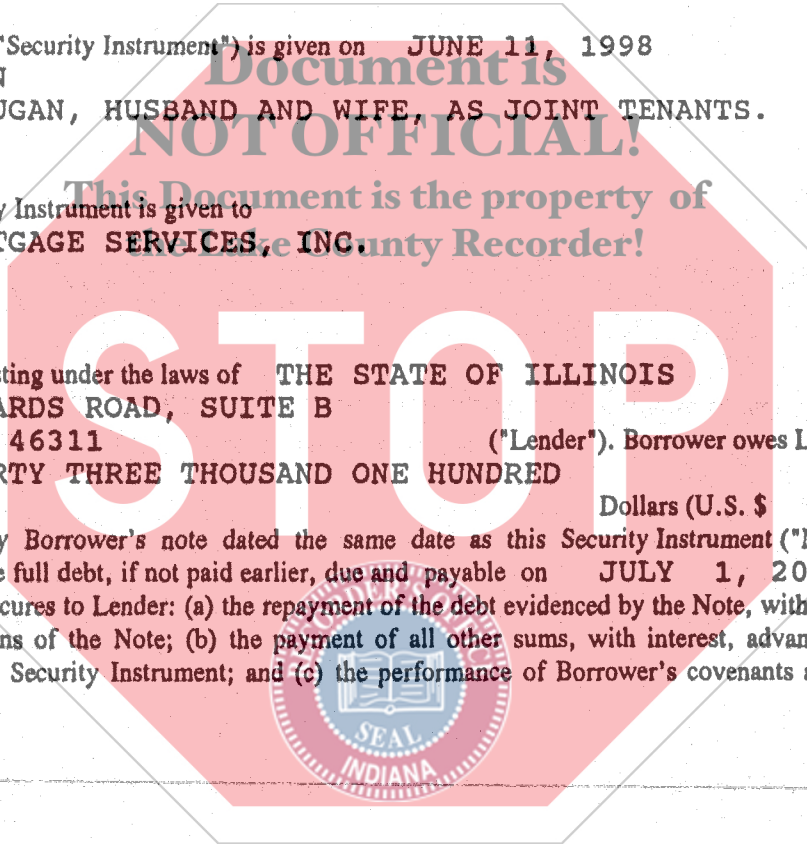 "Security Instrument") is given on JUNE 11, 1998
Document is
N
UGAN, HUSBAND AND WIFE, AS JOINT TENANTS.
NOT OFFICIAL!
This Document is the property of
y Instrument is given to
TGAGE SERVICES, INC.
the Lake County Recorder!
STOP
sting under the laws of THE STATE OF ILLINOIS
ARDS ROAD, SUITE B
46311 ("Lender"). Borrower owes L
RTY THREE THOUSAND ONE HUNDRED
Dollars (U.S. $
y Borrower's note dated the same date as this Security Instrument ("
e full debt, if not paid earlier, due and payable on JULY 1, 20
cures to Lender: (a) the repayment of the debt evidenced by the Note, with
ns of the Note; (b) the payment of all other sums, with interest, advan
Security Instrument; and (c) the performance of Borrower's covenants a
RECORDER'S OFFICE
SEAL
INDIANA